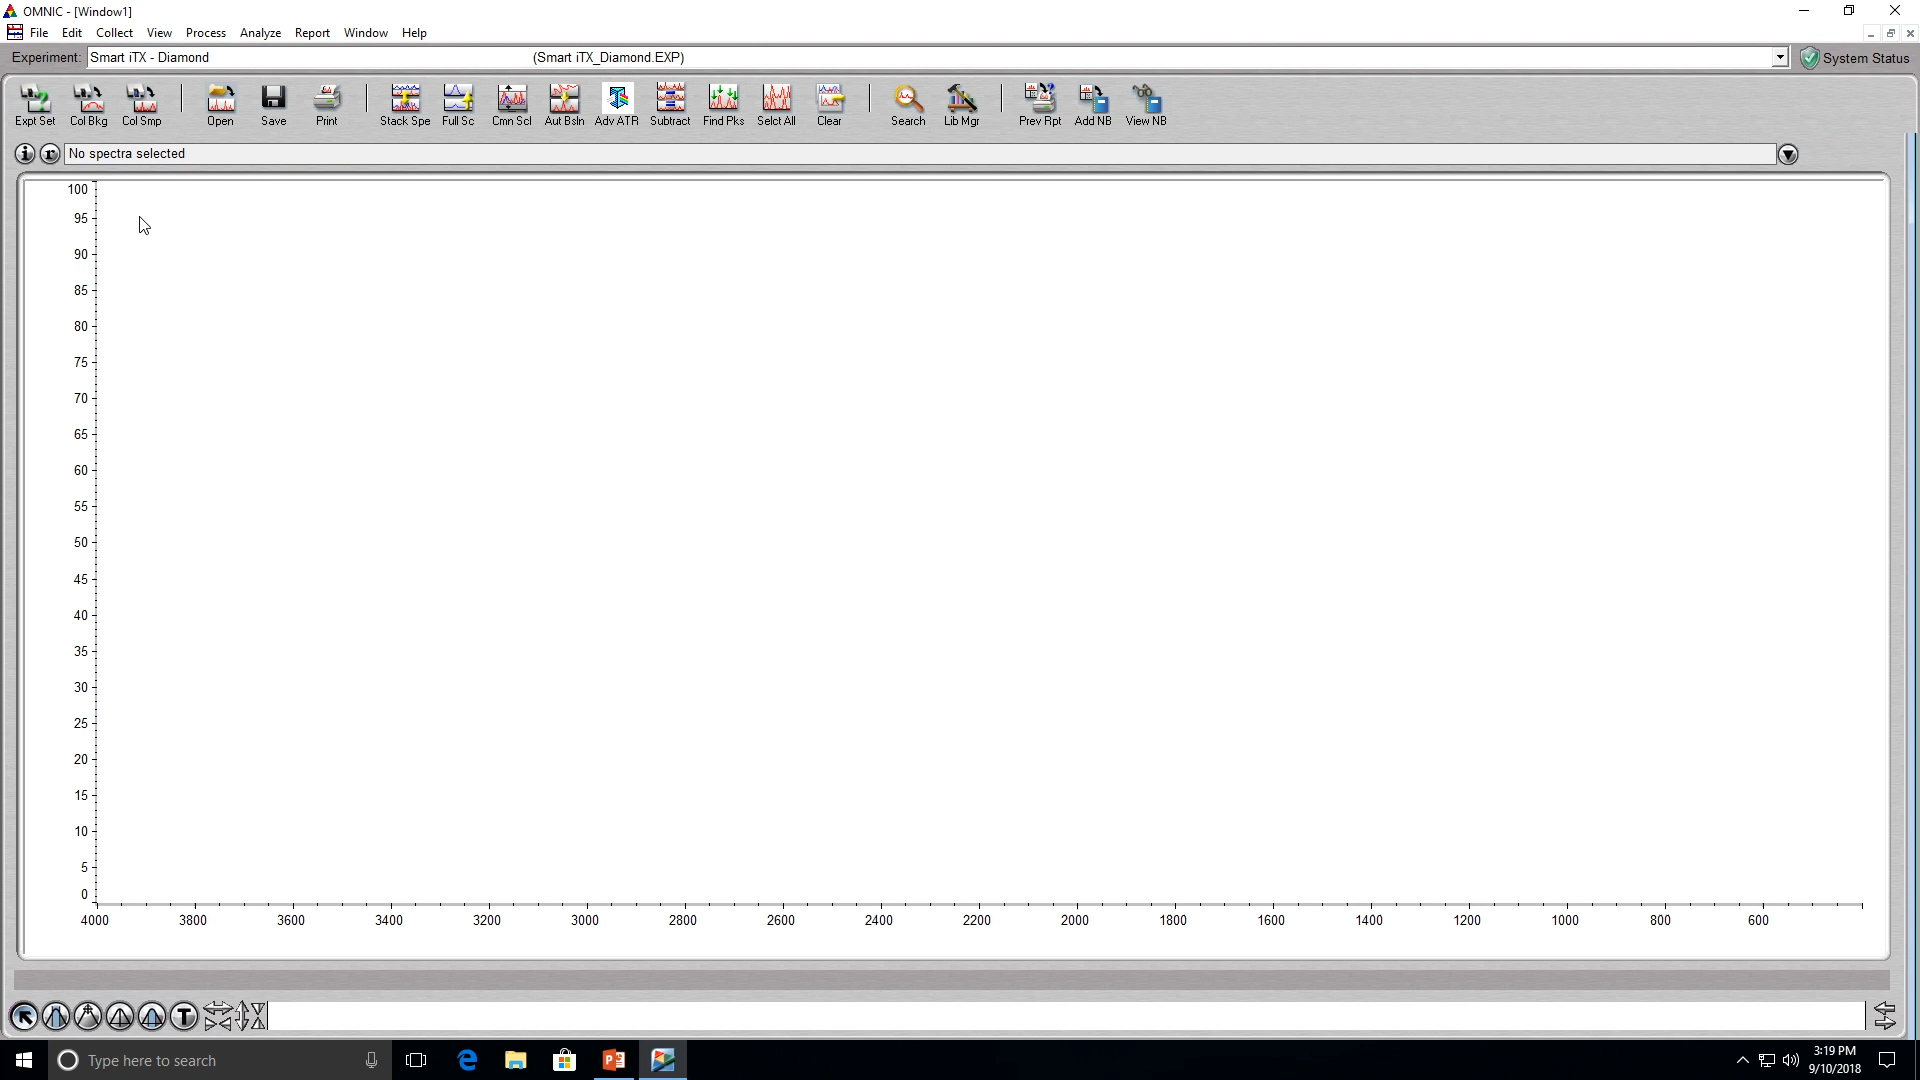 OMNIC - [Window1]
File Edit Collect View Process Analyze Report Window Help
Experiment: Smart iTX - Diamond (Smart iTX_Diamond.EXP) System Status
Expt Set Col Bkg Col Smp Open Save Print Stack Spe Full Sc Cmn Scl Aut Bsln Adv ATR Subtract Find Pks Selct All Clear Search Lib Mgr Prev Rpt Add NB View NB
i r No spectra selected
100
95
90
85
80
75
70
65
60
55
50
45
40
35
30
25
20
15
10
5
0
4000 3800 3600 3400 3200 3000 2800 2600 2400 2200 2000 1800 1600 1400 1200 1000 800 600
T
Type here to search
3:19 PM
9/10/2018